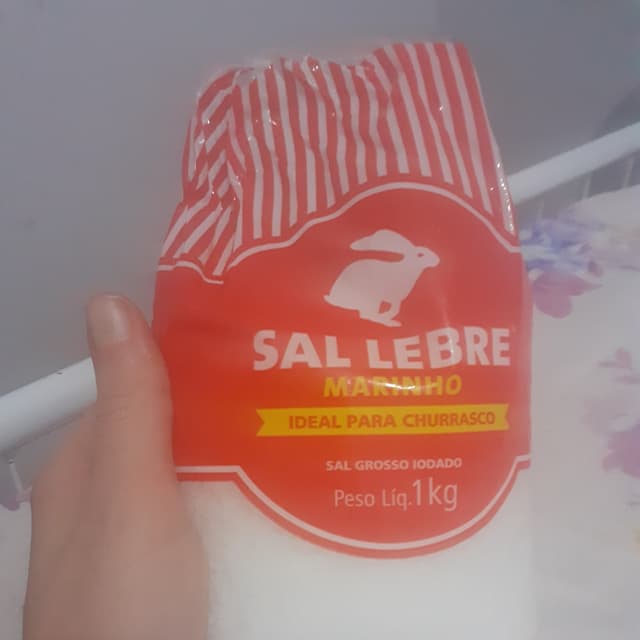 SAL LEBRE
MARINHO
IDEAL PARA CHURRASCO
SAL GROSSO IODADO
Peso Líq.1kg